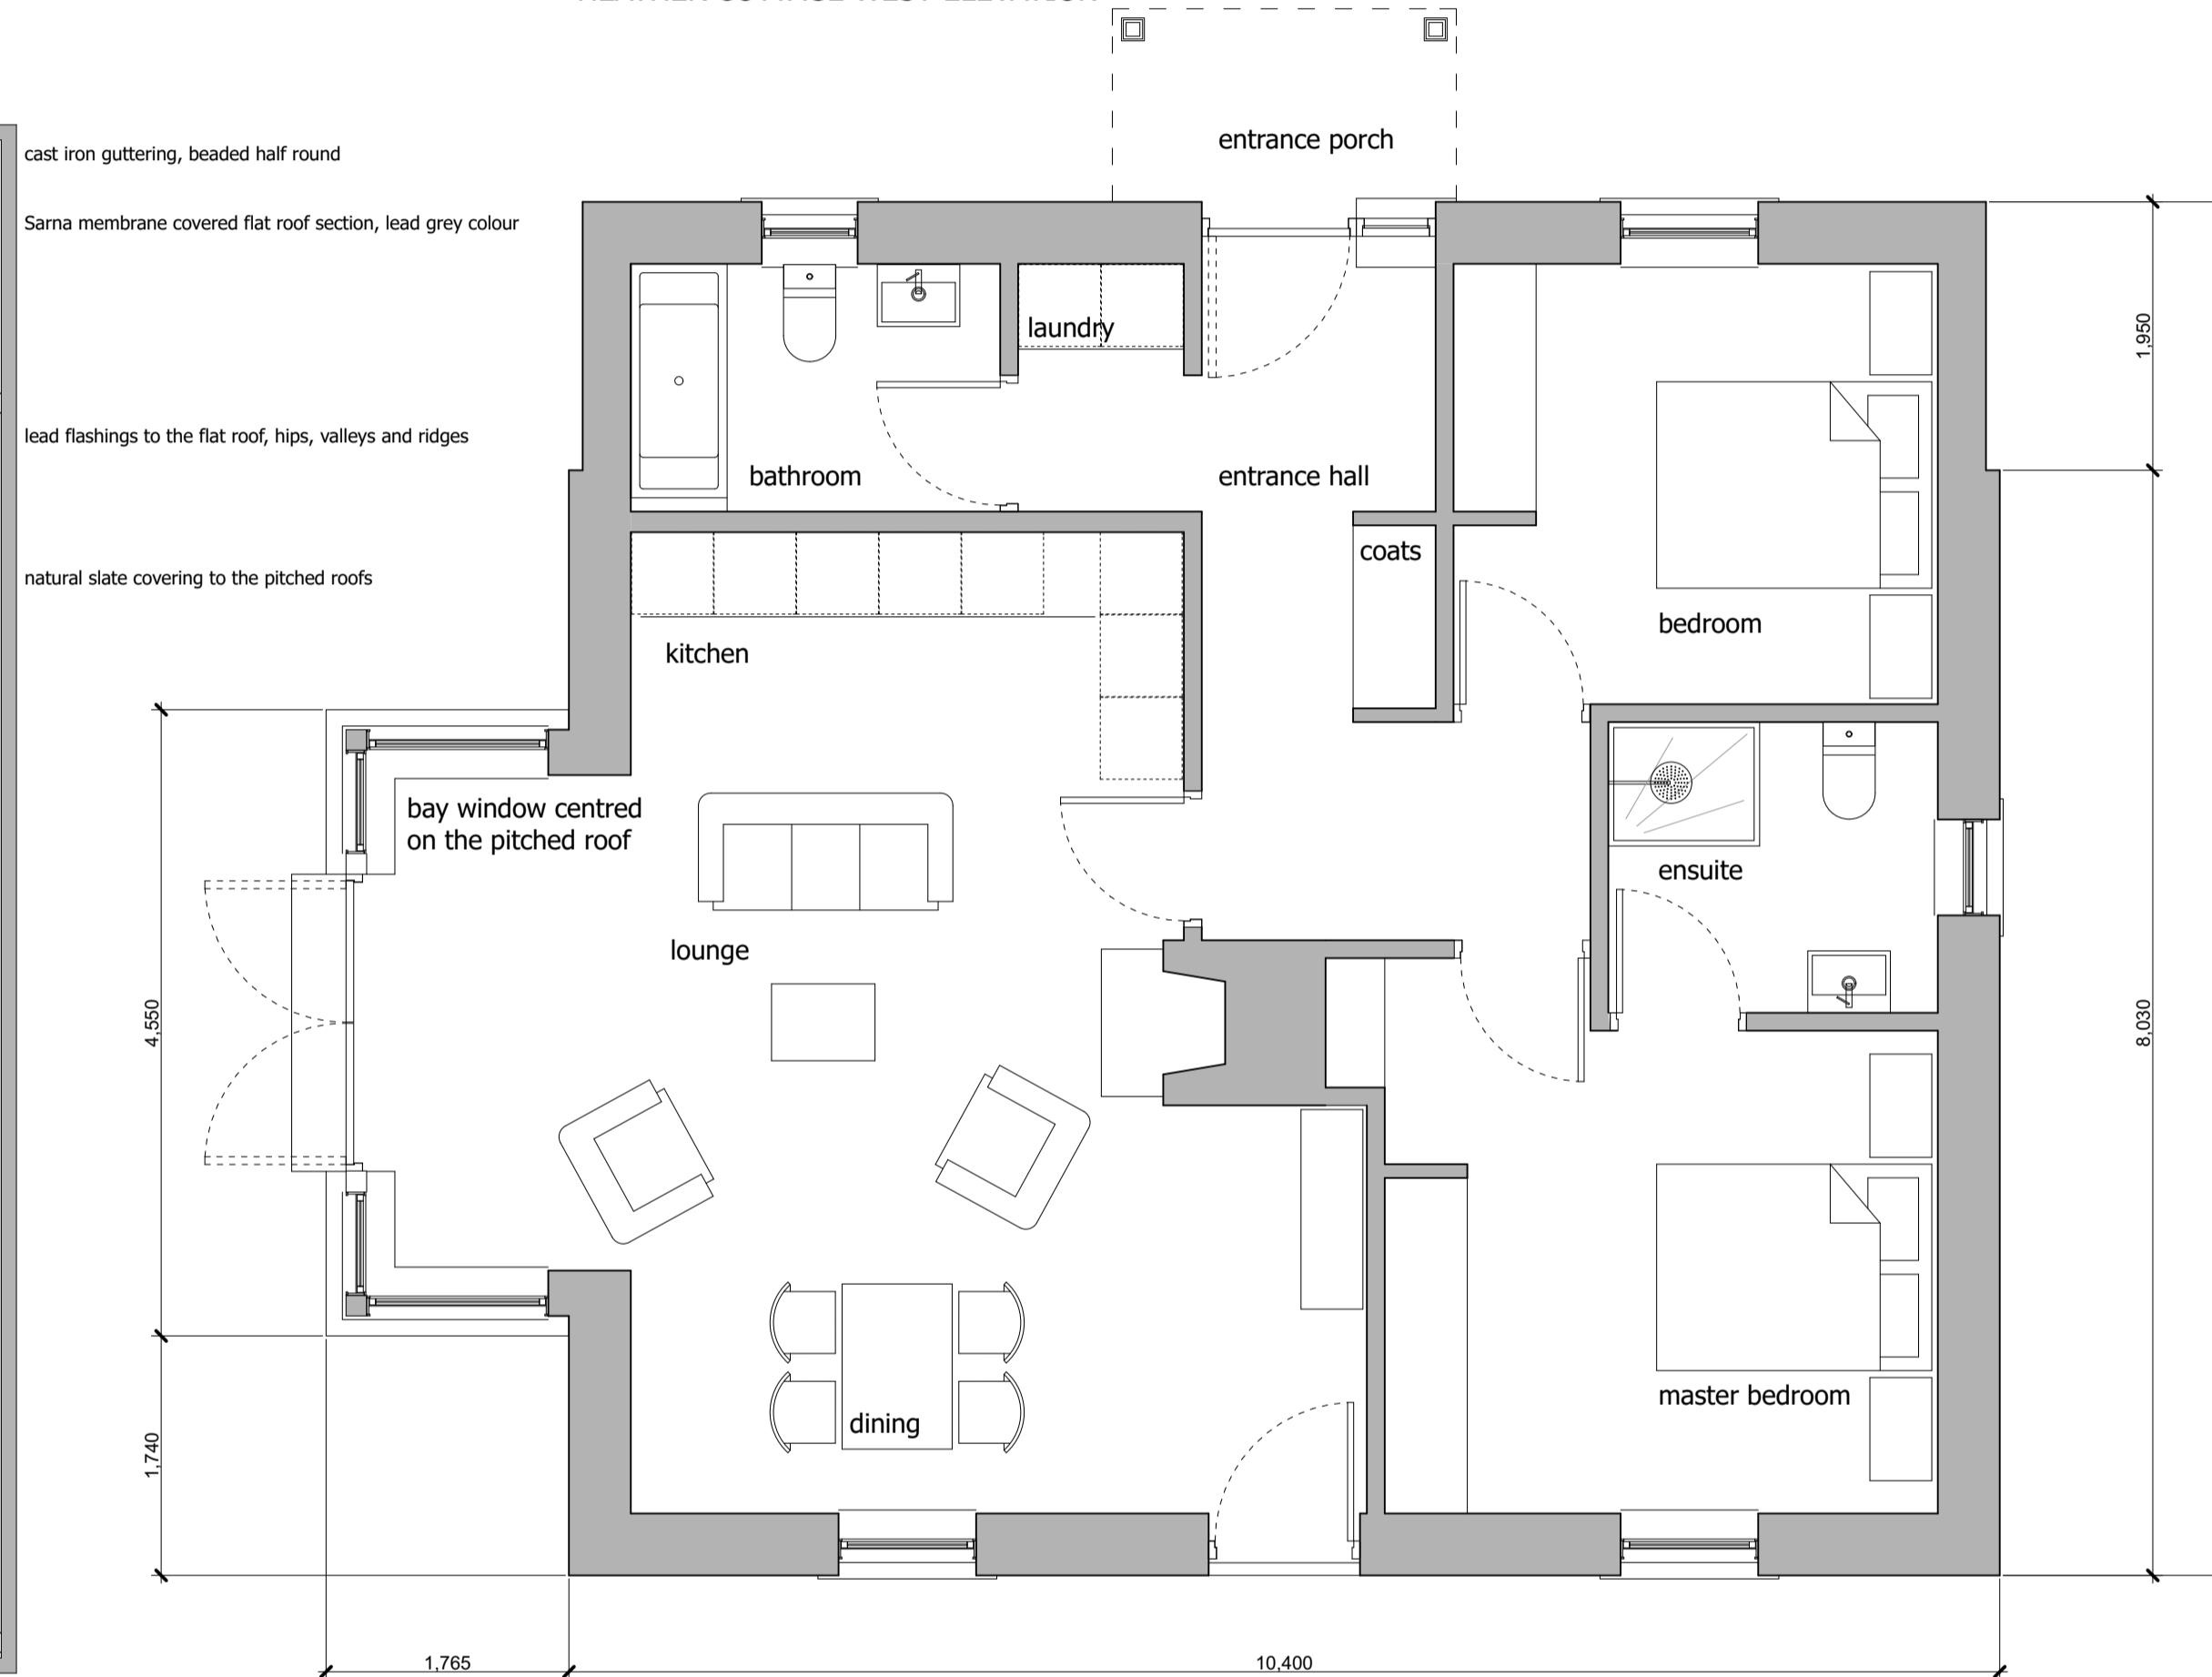 entrance porch
cast iron guttering, beaded half round
Sarna membrane covered flat roof section, lead grey colour
laundry
1,950
lead flashings to the flat roof, hips, valleys and ridges
bathroom
entrance hall
coats
natural slate covering to the pitched roofs
bedroom
kitchen
bay window centred
on the pitched roof
ensuite
lounge
4,550
8,030
master bedroom
dining
1,740
1,765
10,400